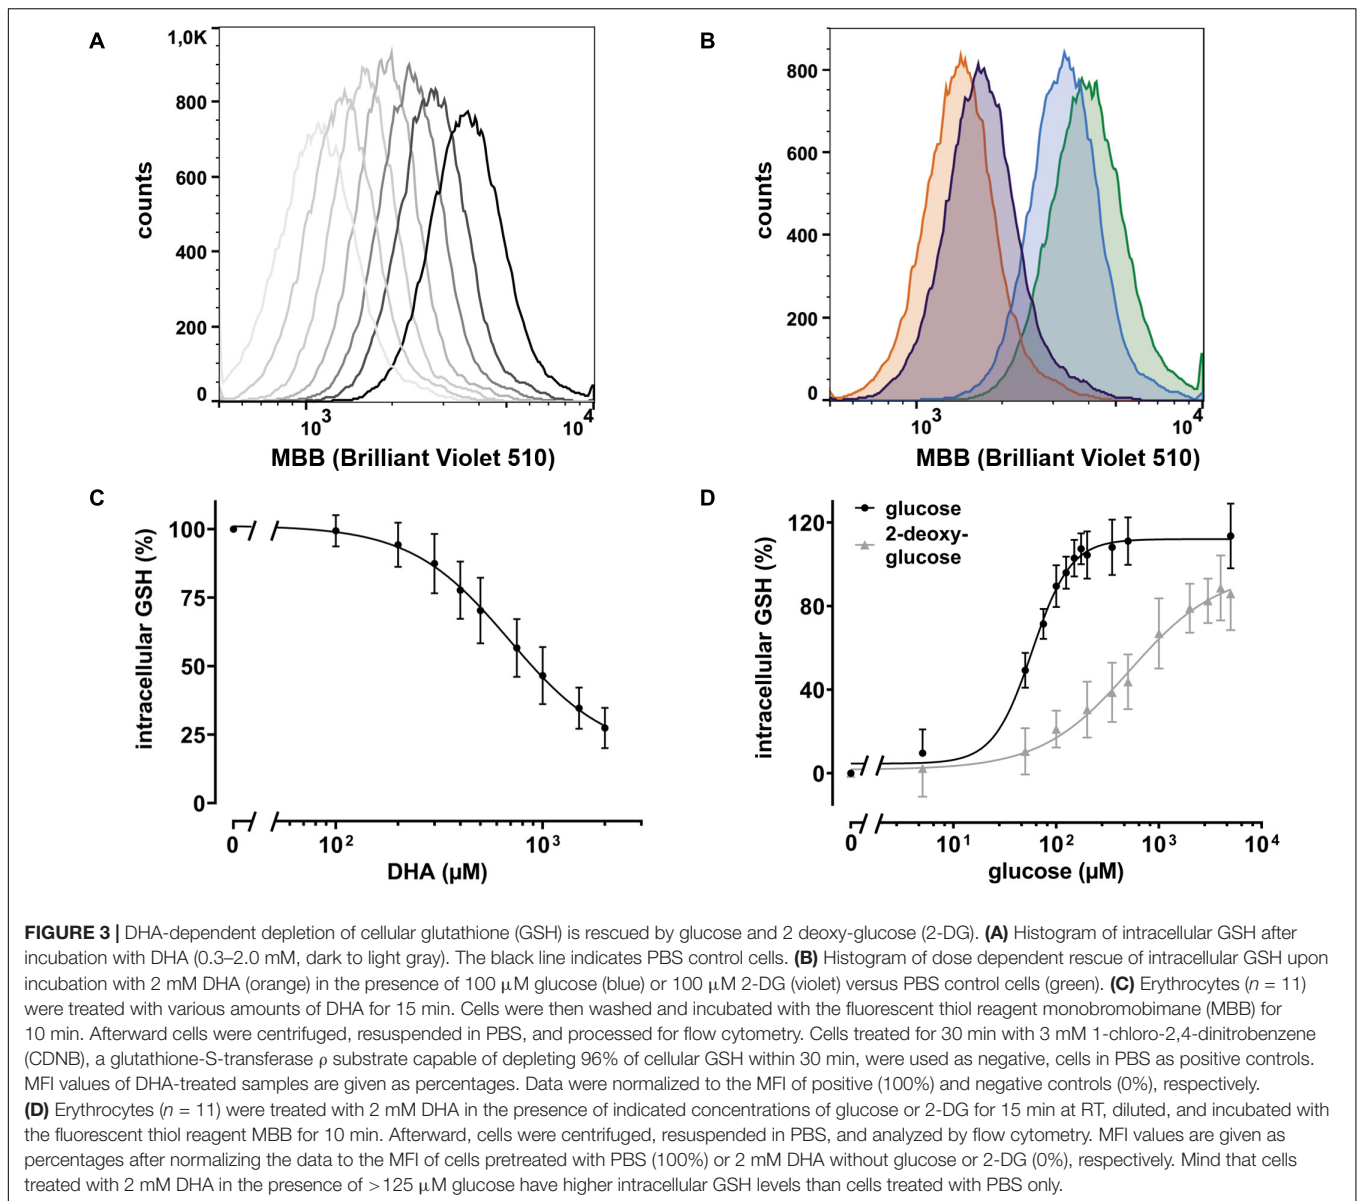 A
1,0K
800
600
400
200
0
counts
10³
10⁴
MBB (Brilliant Violet 510)
B
800
600
400
200
0
counts
10³
10⁴
MBB (Brilliant Violet 510)
C
100
75
50
25
0
intracellular GSH (%)
0
10²
10³
DHA (µM)
D
glucose
2-deoxy-
glucose
120
80
40
0
intracellular GSH (%)
0
10¹
10²
10³
10⁴
glucose (µM)
FIGURE 3 | DHA-dependent depletion of cellular glutathione (GSH) is rescued by glucose and 2 deoxy-glucose (2-DG). (A) Histogram of intracellular GSH after
incubation with DHA (0.3–2.0 mM, dark to light gray). The black line indicates PBS control cells. (B) Histogram of dose dependent rescue of intracellular GSH upon
incubation with 2 mM DHA (orange) in the presence of 100 µM glucose (blue) or 100 µM 2-DG (violet) versus PBS control cells (green). (C) Erythrocytes (n = 11)
were treated with various amounts of DHA for 15 min. Cells were then washed and incubated with the fluorescent thiol reagent monobromobimane (MBB) for
10 min. Afterward cells were centrifuged, resuspended in PBS, and processed for flow cytometry. Cells treated for 30 min with 3 mM 1-chloro-2,4-dinitrobenzene
(CDNB), a glutathione-S-transferase ρ substrate capable of depleting 96% of cellular GSH within 30 min, were used as negative, cells in PBS as positive controls.
MFI values of DHA-treated samples are given as percentages. Data were normalized to the MFI of positive (100%) and negative controls (0%), respectively.
(D) Erythrocytes (n = 11) were treated with 2 mM DHA in the presence of indicated concentrations of glucose or 2-DG for 15 min at RT, diluted, and incubated with
the fluorescent thiol reagent MBB for 10 min. Afterward, cells were centrifuged, resuspended in PBS, and analyzed by flow cytometry. MFI values are given as
percentages after normalizing the data to the MFI of cells pretreated with PBS (100%) or 2 mM DHA without glucose or 2-DG (0%), respectively. Mind that cells
treated with 2 mM DHA in the presence of >125 µM glucose have higher intracellular GSH levels than cells treated with PBS only.